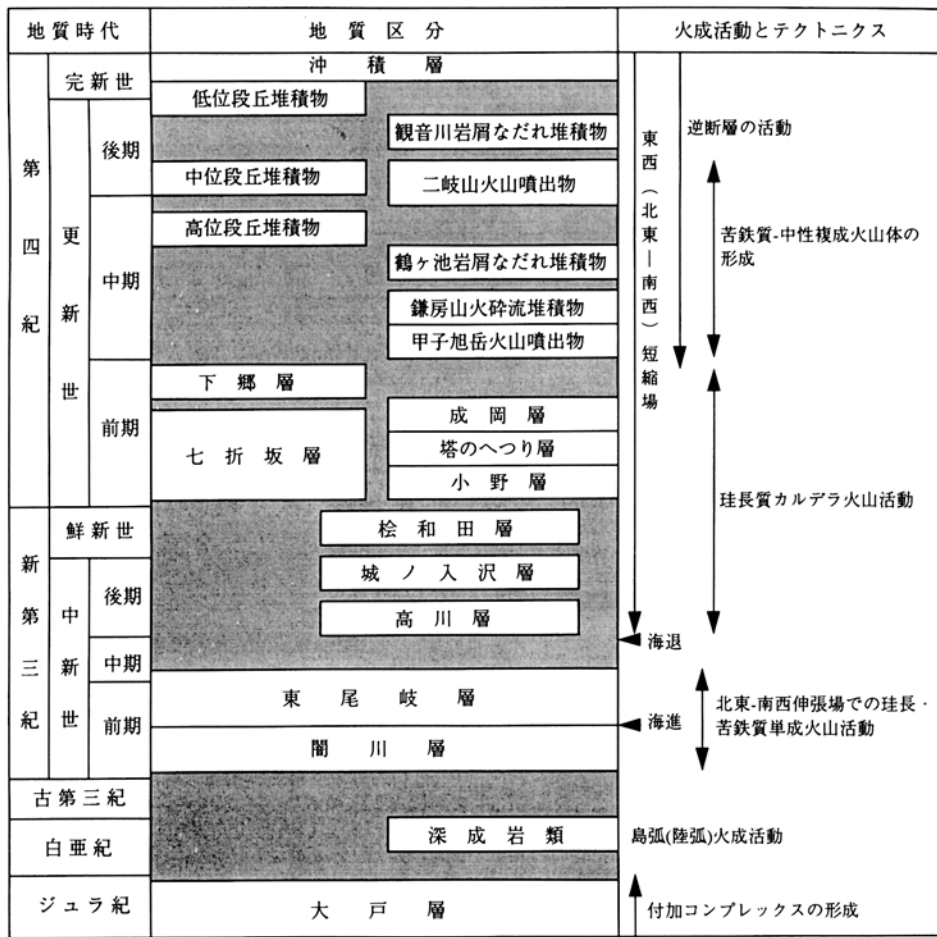 地質時代
地質区分
火成活動とテクトニクス
第四紀
完新世
更新世
後期
中期
前期
新第三紀
鮮新世
中新世
後期
中期
前期
古第三紀
白亜紀
ジュラ紀
沖積層
低位段丘堆積物
観音川岩屑なだれ堆積物
中位段丘堆積物
二岐山火山噴出物
高位段丘堆積物
鶴ヶ池岩屑なだれ堆積物
鎌房山火砕流堆積物
甲子旭岳火山噴出物
下郷層
成岡層
七折坂層
塔のへつり層
小野層
桧和田層
城ノ入沢層
高川層
東尾岐層
闇川層
深成岩類
大戸層
東西(北東―南西)短縮場
逆断層の活動
苦鉄質-中性複成火山体の
形成
珪長質カルデラ火山活動
海退
北東-南西伸張場での珪長・
苦鉄質単成火山活動
海進
島弧(陸弧)火成活動
付加コンプレックスの形成